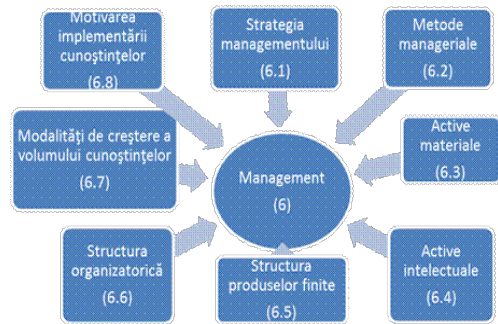 Motivarea
implementării
cunoștințelor
(6.8)
Strategia
managementului
(6.1)
Metode
manageriale
(6.2)
Modalități de creștere a
volumului cunoștințelor
(6.7)
Management
(6)
Active
materiale
(6.3)
Structura
organizatorică
(6.6)
Structura
produselor finite
(6.5)
Active
intelectuale
(6.4)